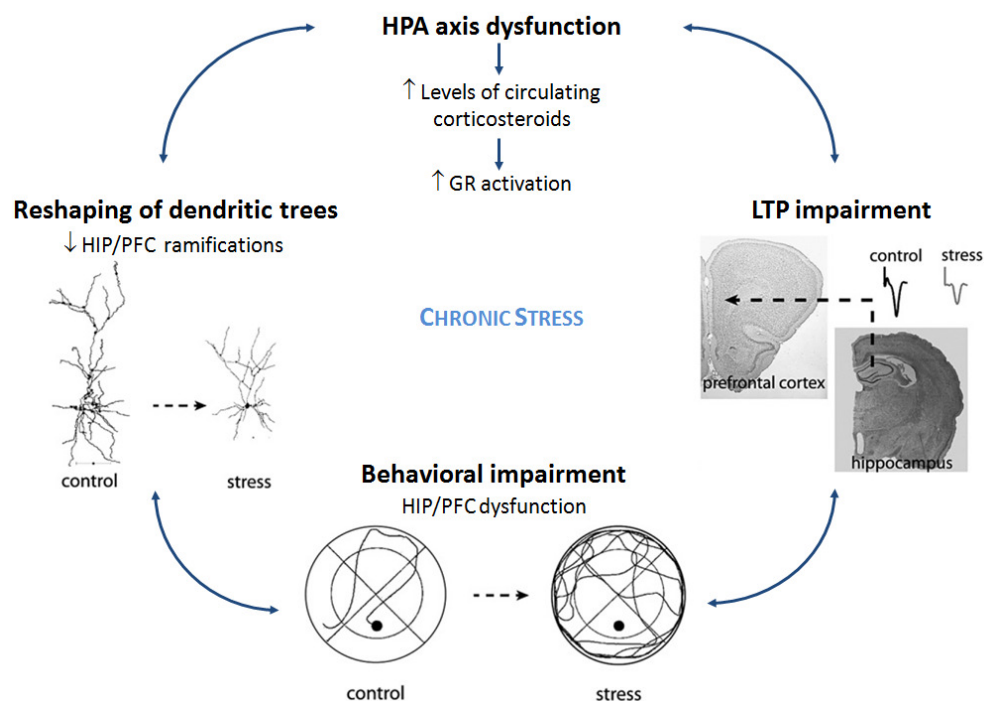 HPA axis dysfunction
↑ Levels of circulating
corticosteroids
↑ GR activation
Reshaping of dendritic trees
↓ HIP/PFC ramifications
control
stress
CHRONIC STRESS
LTP impairment
control
stress
prefrontal cortex
hippocampus
Behavioral impairment
HIP/PFC dysfunction
control
stress